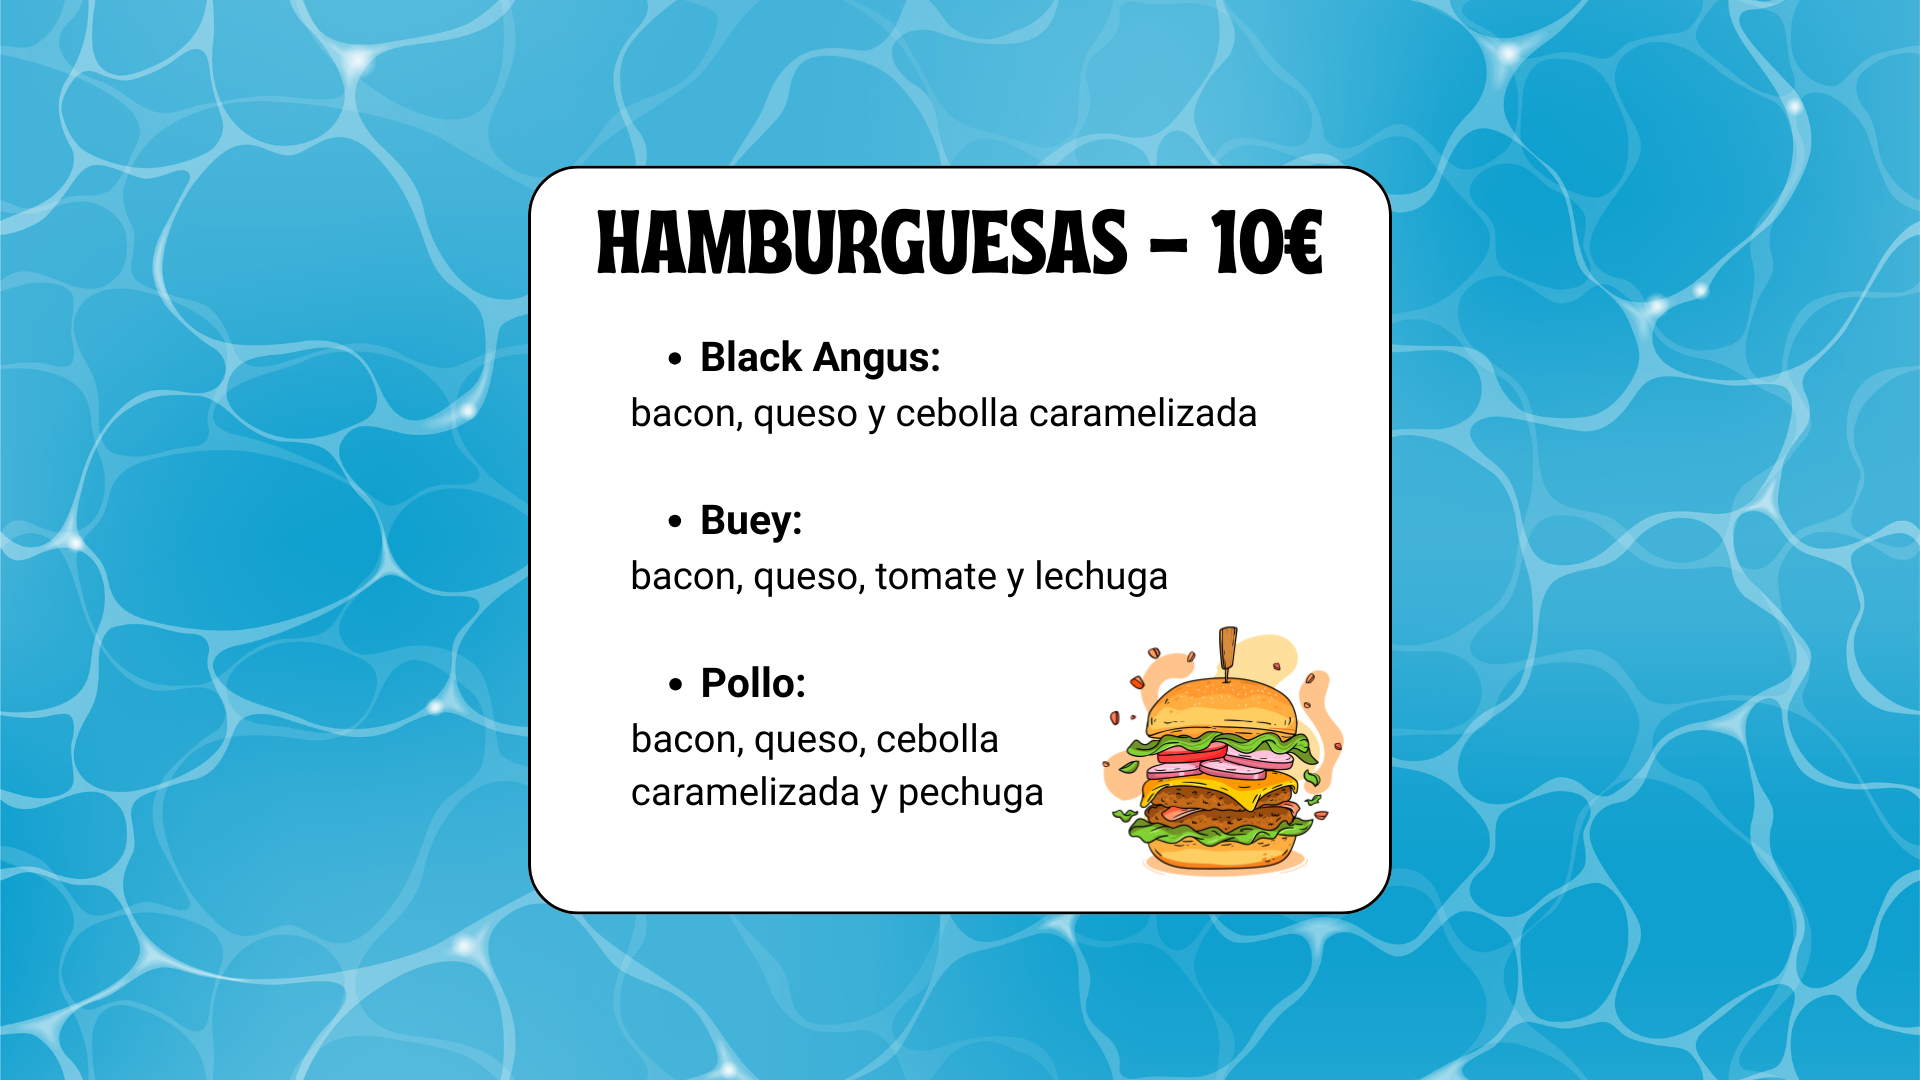 HAMBURGUESAS – 10€
• Black Angus:
bacon, queso y cebolla caramelizada
• Buey:
bacon, queso, tomate y lechuga
• Pollo:
bacon, queso, cebolla
caramelizada y pechuga